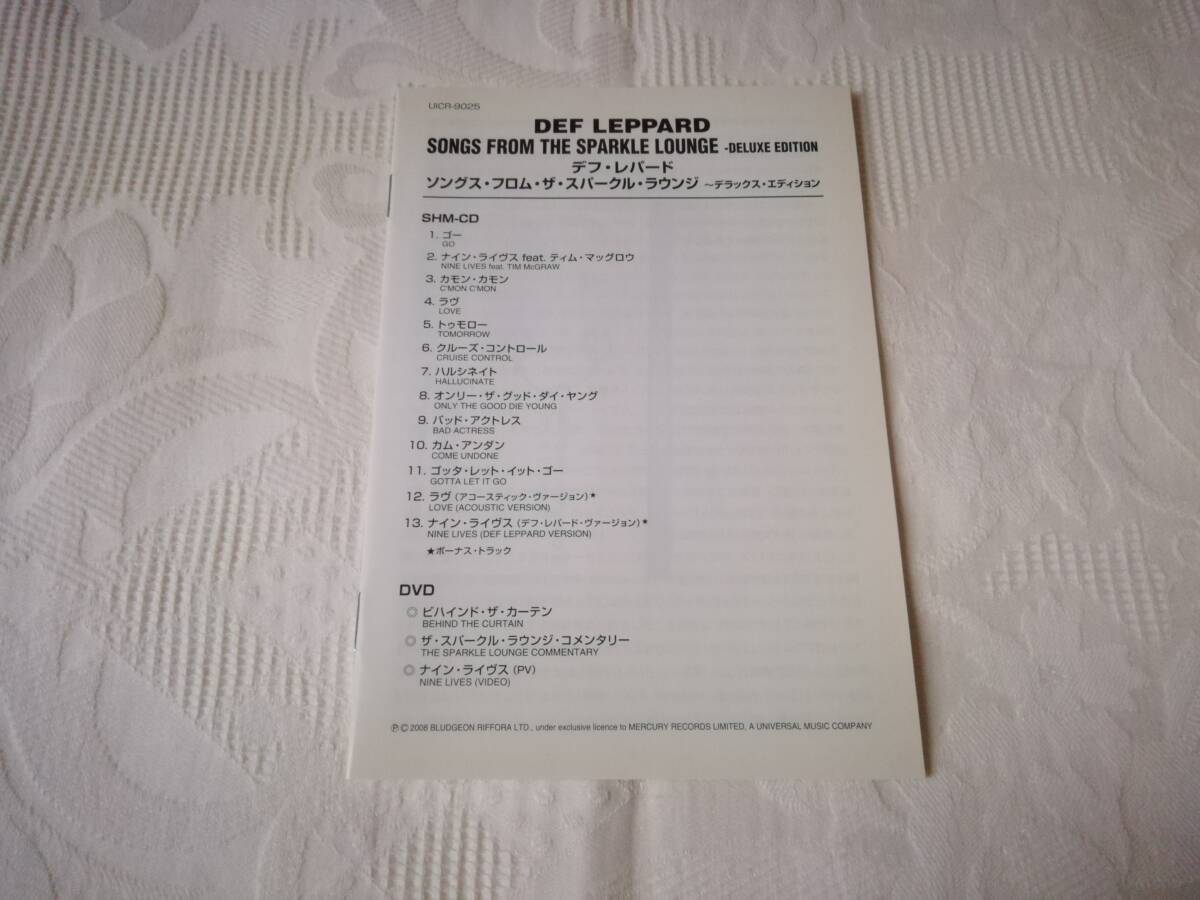 UICR-9025
DEF LEPPARD
SONGS FROM THE SPARKLE LOUNGE -DELUXE EDITION
デフ・レパード
ソングス・フロム・ザ・スパークル・ラウンジ ～デラックス・エディション
SHM-CD
1. ゴー
GO
2. ナイン・ライヴス feat. ティム・マッグロウ
NINE LIVES feat. TIM McGRAW
3. カモン・カモン
C'MON C'MON
4. ラヴ
LOVE
5. トゥモロー
TOMORROW
6. クルーズ・コントロール
CRUISE CONTROL
7. ハルシネイト
HALLUCINATE
8. オンリー・ザ・グッド・ダイ・ヤング
ONLY THE GOOD DIE YOUNG
9. バッド・アクトレス
BAD ACTRESS
10. カム・アンダン
COME UNDONE
11. ゴッタ・レット・イット・ゴー
GOTTA LET IT GO
12. ラヴ（アコースティック・ヴァージョン）★
LOVE (ACOUSTIC VERSION)
13. ナイン・ライヴス（デフ・レパード・ヴァージョン）★
NINE LIVES (DEF LEPPARD VERSION)
★ボーナス・トラック
DVD
◎ ビハインド・ザ・カーテン
BEHIND THE CURTAIN
◎ ザ・スパークル・ラウンジ・コメンタリー
THE SPARKLE LOUNGE COMMENTARY
◎ ナイン・ライヴス（PV）
NINE LIVES (VIDEO)
℗© 2008 BLUDGEON RIFFORA LTD., under exclusive licence to MERCURY RECORDS LIMITED, A UNIVERSAL MUSIC COMPANY